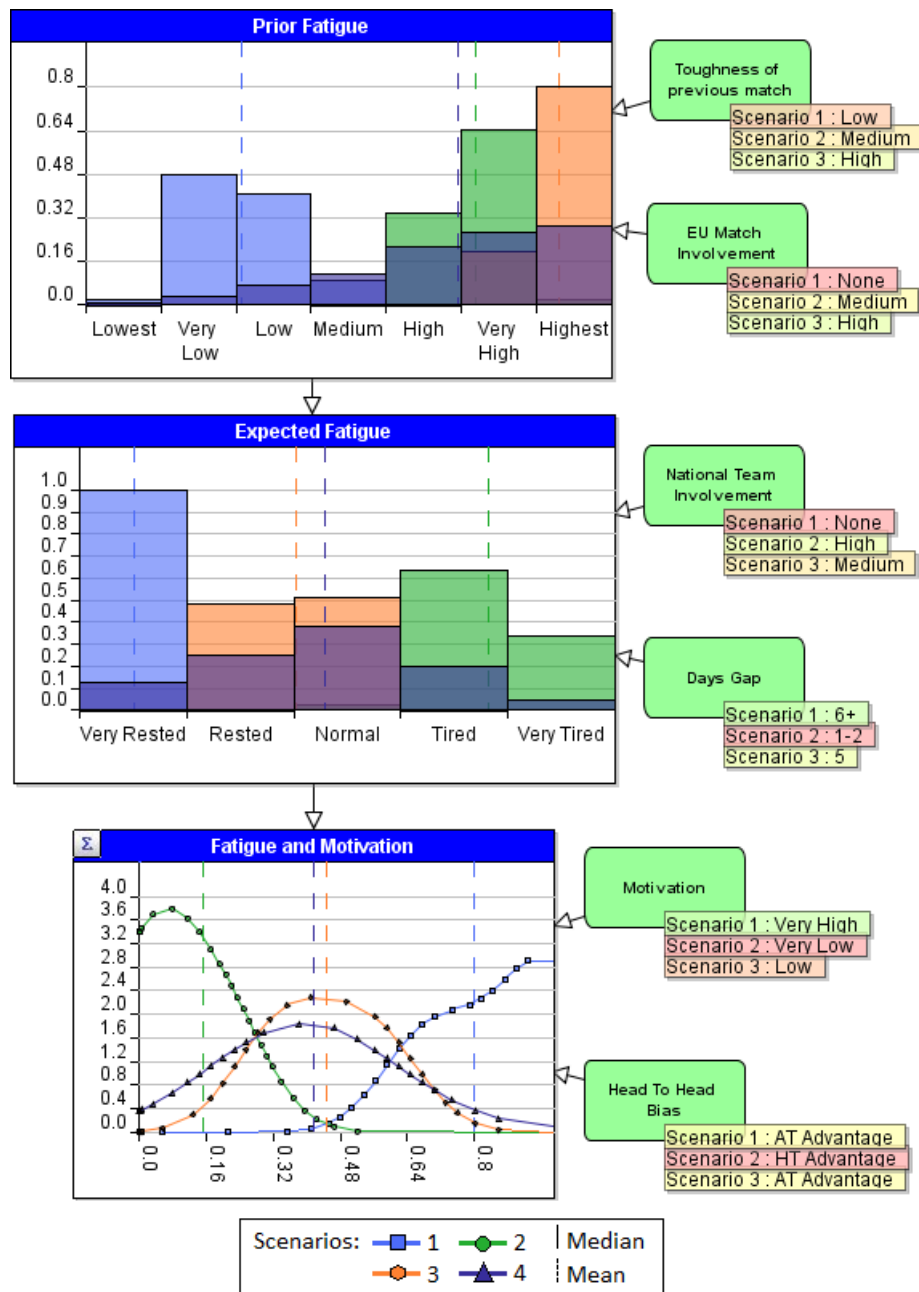 Prior Fatigue
0.8
0.64
0.48
0.32
0.16
0.0
Lowest
Very
Low
Low
Medium
High
Very
High
Highest
Toughness of
previous match
Scenario 1 : Low
Scenario 2 : Medium
Scenario 3 : High
EU Match
Involvement
Scenario 1 : None
Scenario 2 : Medium
Scenario 3 : High
Expected Fatigue
1.0
0.9
0.8
0.7
0.6
0.5
0.4
0.3
0.2
0.1
0.0
Very Rested
Rested
Normal
Tired
Very Tired
National Team
Involvement
Scenario 1 : None
Scenario 2 : High
Scenario 3 : Medium
Days Gap
Scenario 1 : 6+
Scenario 2 : 1-2
Scenario 3 : 5
Σ
Fatigue and Motivation
4.0
3.6
3.2
2.8
2.4
2.0
1.6
1.2
0.8
0.4
0.0
0.0
0.16
0.32
0.48
0.64
0.8
Motivation
Scenario 1 : Very High
Scenario 2 : Very Low
Scenario 3 : Low
Head To Head
Bias
Scenario 1 : AT Advantage
Scenario 2 : HT Advantage
Scenario 3 : AT Advantage
Scenarios: 1 2 Median
3 4 Mean